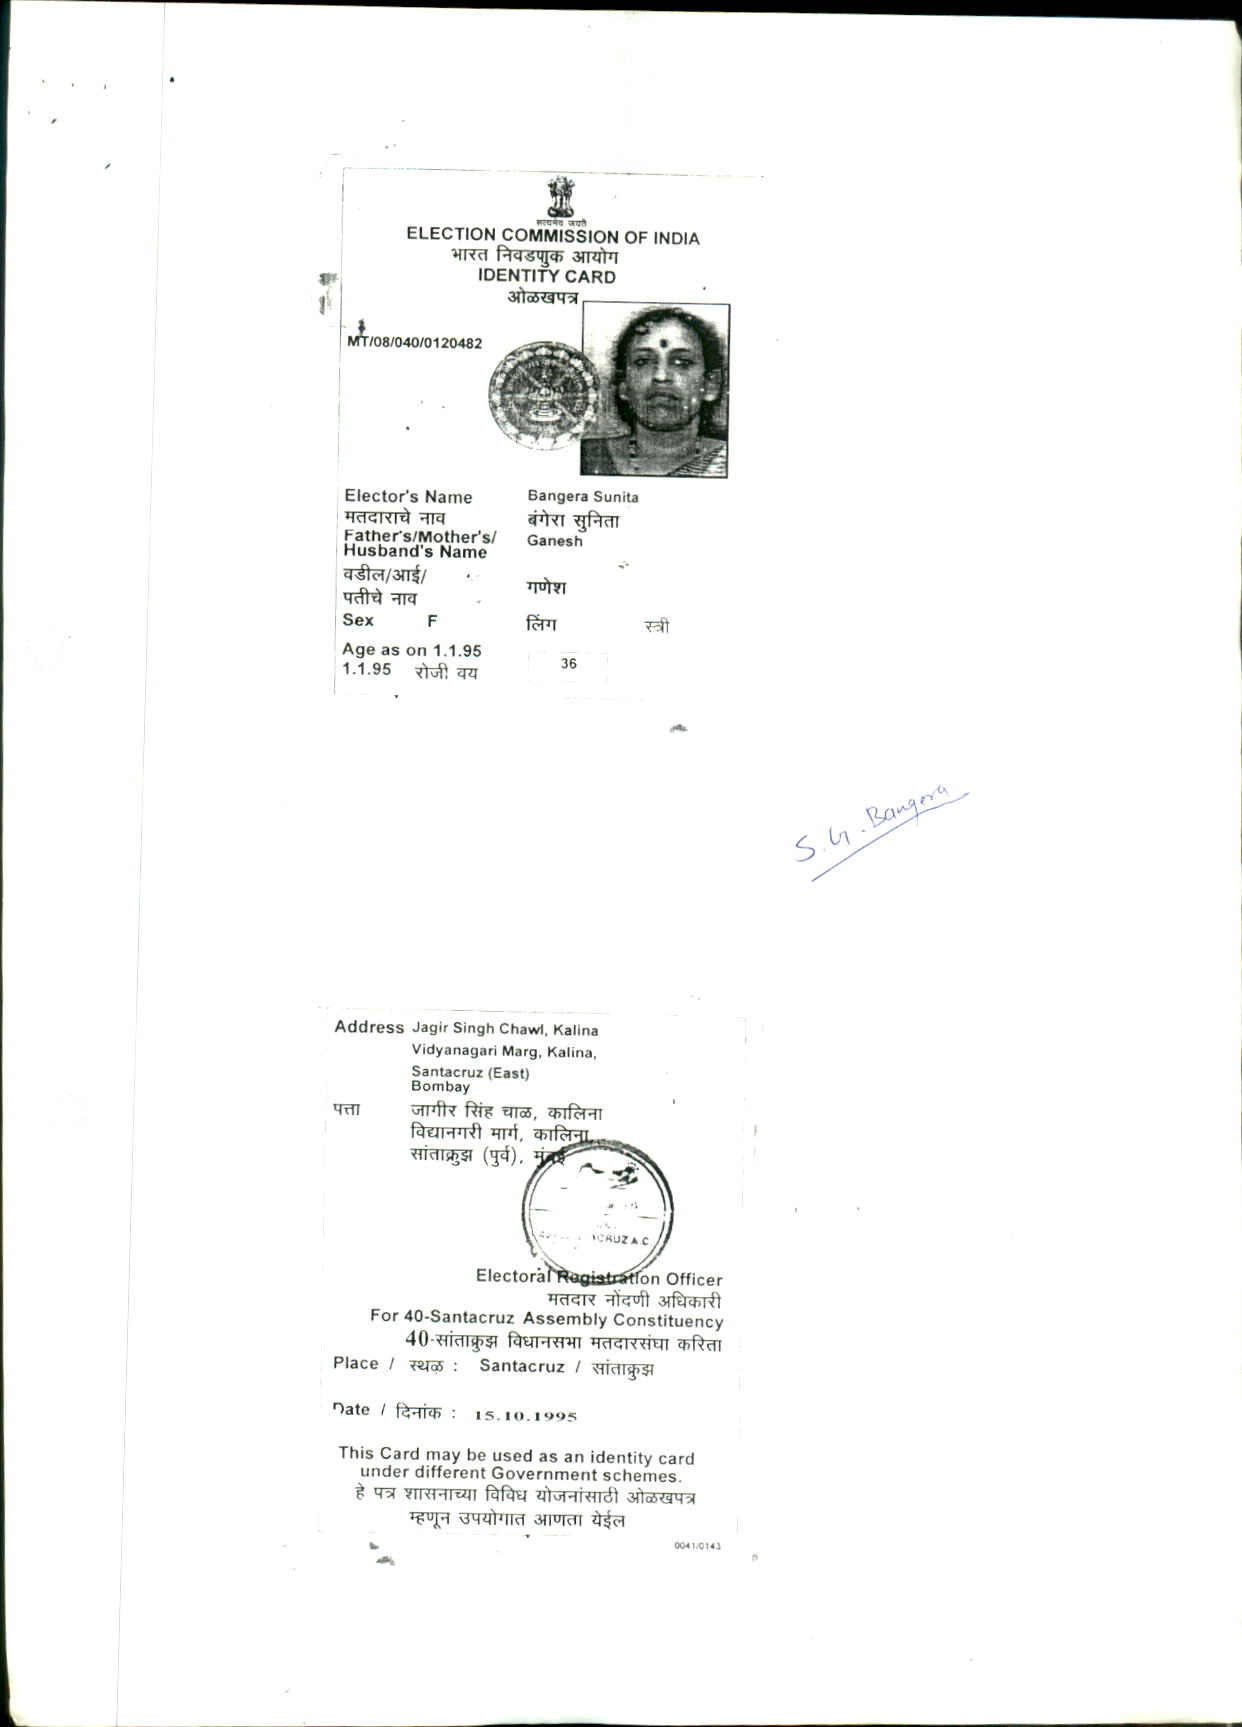 सत्यमेव जयते
ELECTION COMMISSION OF INDIA
भारत निवडणुक आयोग
IDENTITY CARD
ओळखपत्र
MT/08/040/0120482
Elector's Name Bangera Sunita
मतदाराचे नाव बंगेरा सुनिता
Father's/Mother's/ Ganesh
Husband's Name
वडील/आई/
पतीचे नाव गणेश
Sex F लिंग स्त्री
Age as on 1.1.95
1.1.95 रोजी वय 36
S. G. Bangera
Address Jagir Singh Chawl, Kalina
Vidyanagari Marg, Kalina,
Santacruz (East)
Bombay
पत्ता जागीर सिंह चाळ, कालिना
विद्यानगरी मार्ग, कालिना,
सांताक्रुझ (पुर्व), मुंबई
A.C.
Electoral Registration Officer
मतदार नोंदणी अधिकारी
For 40-Santacruz Assembly Constituency
40-सांताक्रुझ विधानसभा मतदारसंघा करिता
Place / स्थळ : Santacruz / सांताक्रुझ
Date / दिनांक : 15.10.1995
This Card may be used as an identity card
under different Government schemes.
हे पत्र शासनाच्या विविध योजनांसाठी ओळखपत्र
म्हणून उपयोगात आणता येईल
0041/0143